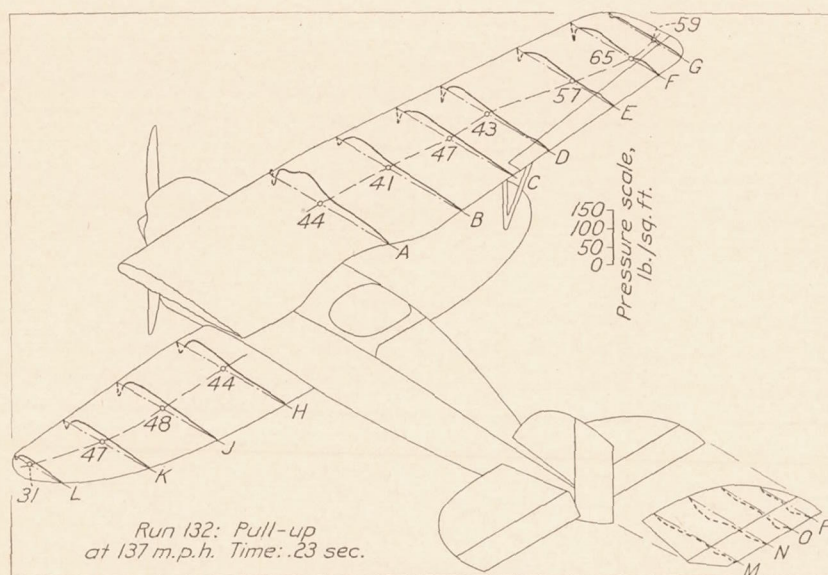 59
65
G
F
57
E
43
D
47
C
41
B
44
A
150
100
50
0
Pressure scale,
lb./sq. ft.
44
H
48
J
47
K
31
L
Run 132: Pull-up
at 137 m.p.h. Time: .23 sec.
P
O
N
M